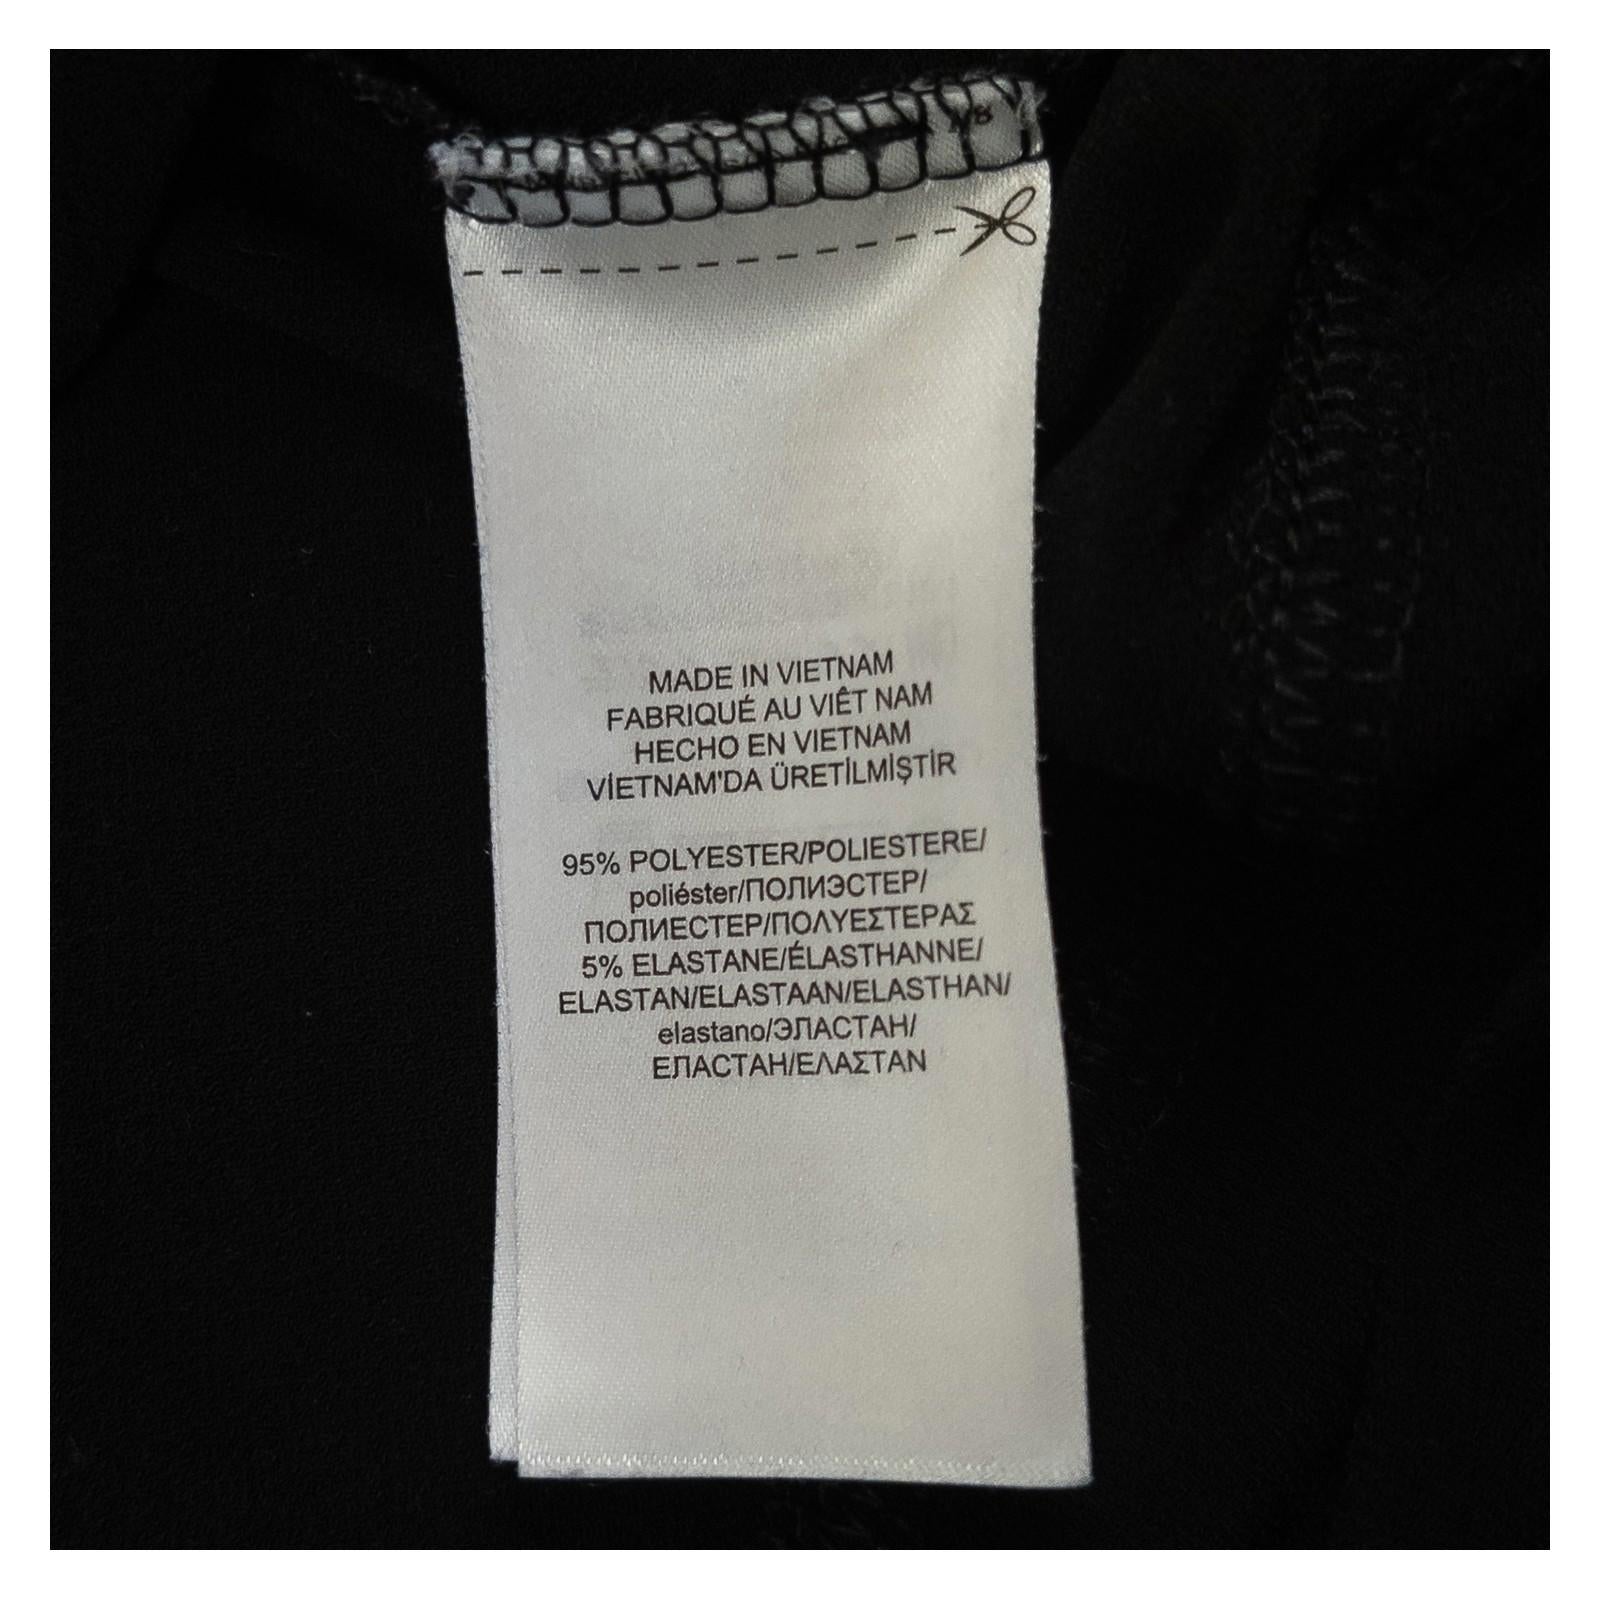 MADE IN VIETNAM
FABRIQUÉ AU VIÊT NAM
HECHO EN VIETNAM
VİETNAM'DA ÜRETİLMİŞTİR
95% POLYESTER/POLIESTERE/
poliéster/ПОЛИЭСТЕР/
ПОЛИЕСТЕР/ΠΟΛΥΕΣΤΕΡΑΣ
5% ELASTANE/ÉLASTHANNE/
ELASTAN/ELASTAAN/ELASTHAN/
elastano/ЭЛАСТАН/
ЕЛАСТАН/ΕΛΑΣΤΑΝ